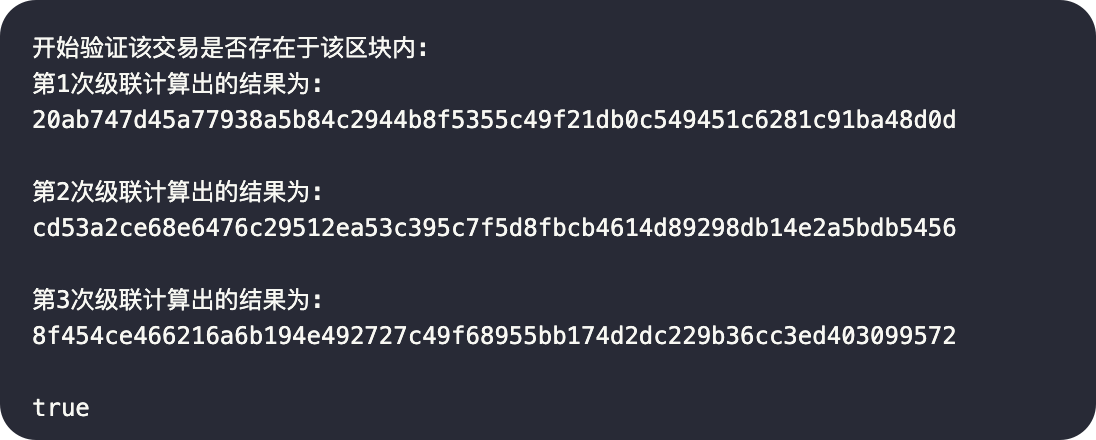 开始验证该交易是否存在于该区块内:
第1次级联计算出的结果为:
20ab747d45a77938a5b84c2944b8f5355c49f21db0c549451c6281c91ba48d0d
第2次级联计算出的结果为:
cd53a2ce68e6476c29512ea53c395c7f5d8fbcb4614d89298db14e2a5bdb5456
第3次级联计算出的结果为:
8f454ce466216a6b194e492727c49f68955bb174d2dc229b36cc3ed403099572
true